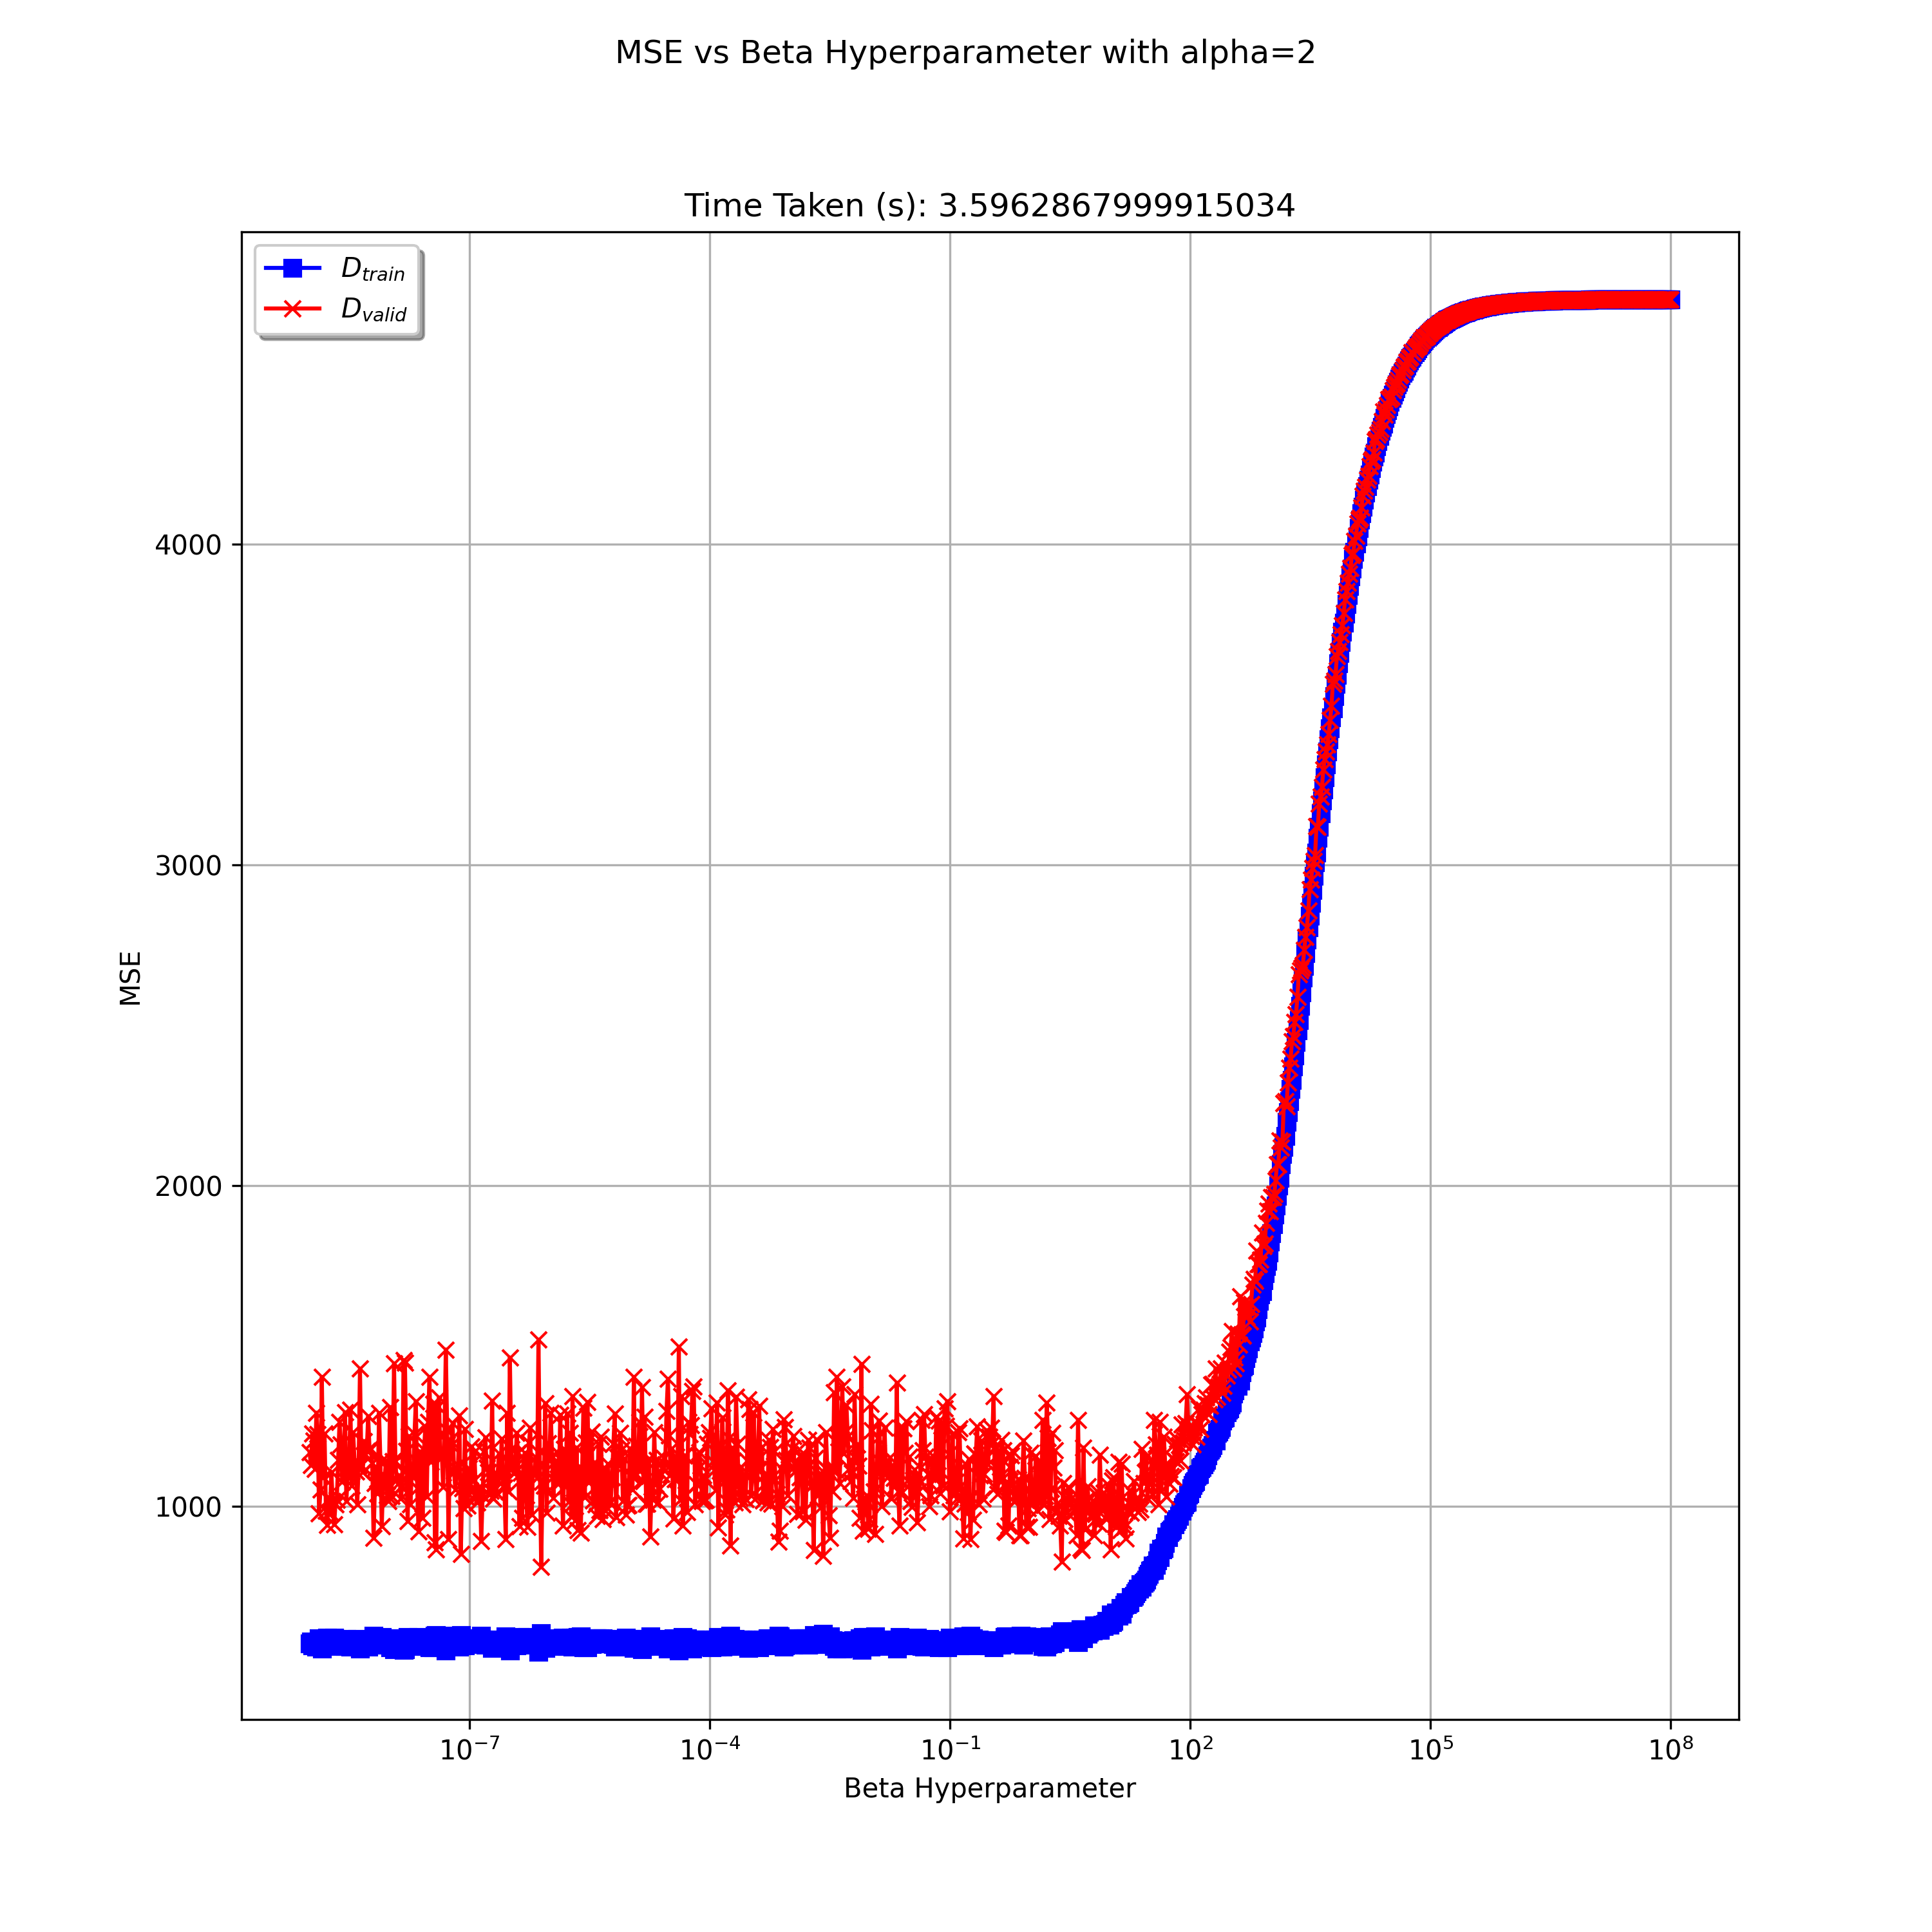 MSE vs Beta Hyperparameter with alpha=2
Time Taken (s): 3.5962867999915034
D_train
D_valid
4000
3000
2000
1000
MSE
10^-7 10^-4 10^-1 10^2 10^5 10^8
Beta Hyperparameter